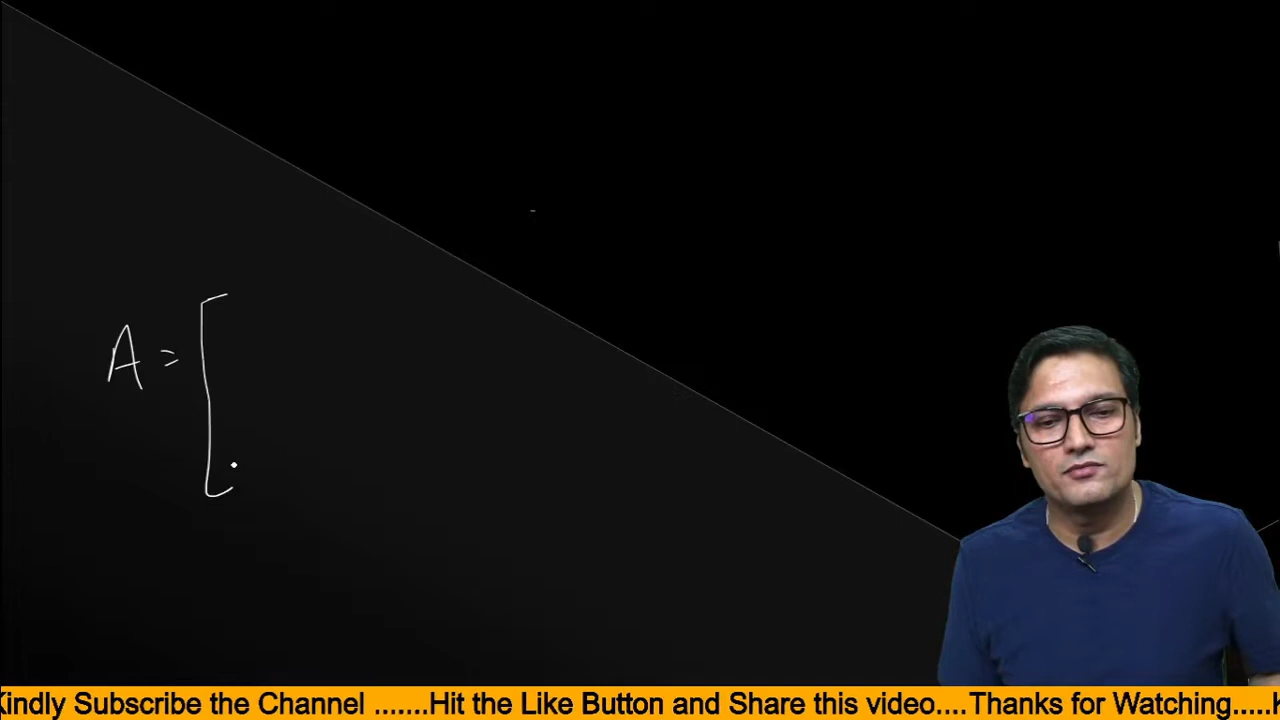 A = [
Kindly Subscribe the Channel .......Hit the Like Button and Share this video....Thanks for Watching.....